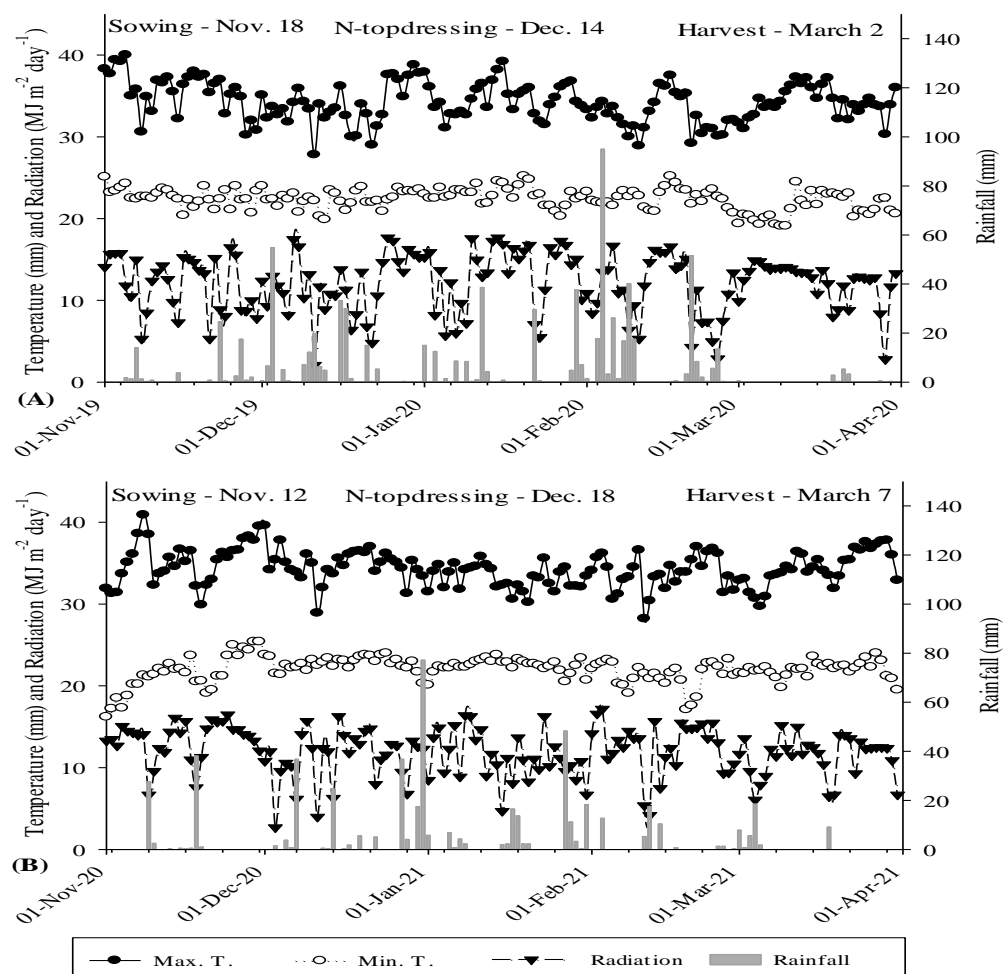 Sowing - Nov. 18 N-topdressing - Dec. 14 Harvest - March 2
Temperature (mm) and Radiation (MJ m⁻² day⁻¹)
40
30
20
10
0
140
120
100
80
60
40
20
0
Rainfall (mm)
(A)
01-Nov-19
01-Dec-19
01-Jan-20
01-Feb-20
01-Mar-20
01-Apr-20
Sowing - Nov. 12 N-topdressing - Dec. 18 Harvest - March 7
Temperature (mm) and Radiation (MJ m⁻² day⁻¹)
40
30
20
10
0
140
120
100
80
60
40
20
0
Rainfall (mm)
(B)
01-Nov-20
01-Dec-20
01-Jan-21
01-Feb-21
01-Mar-21
01-Apr-21
Max. T. Min. T. Radiation Rainfall